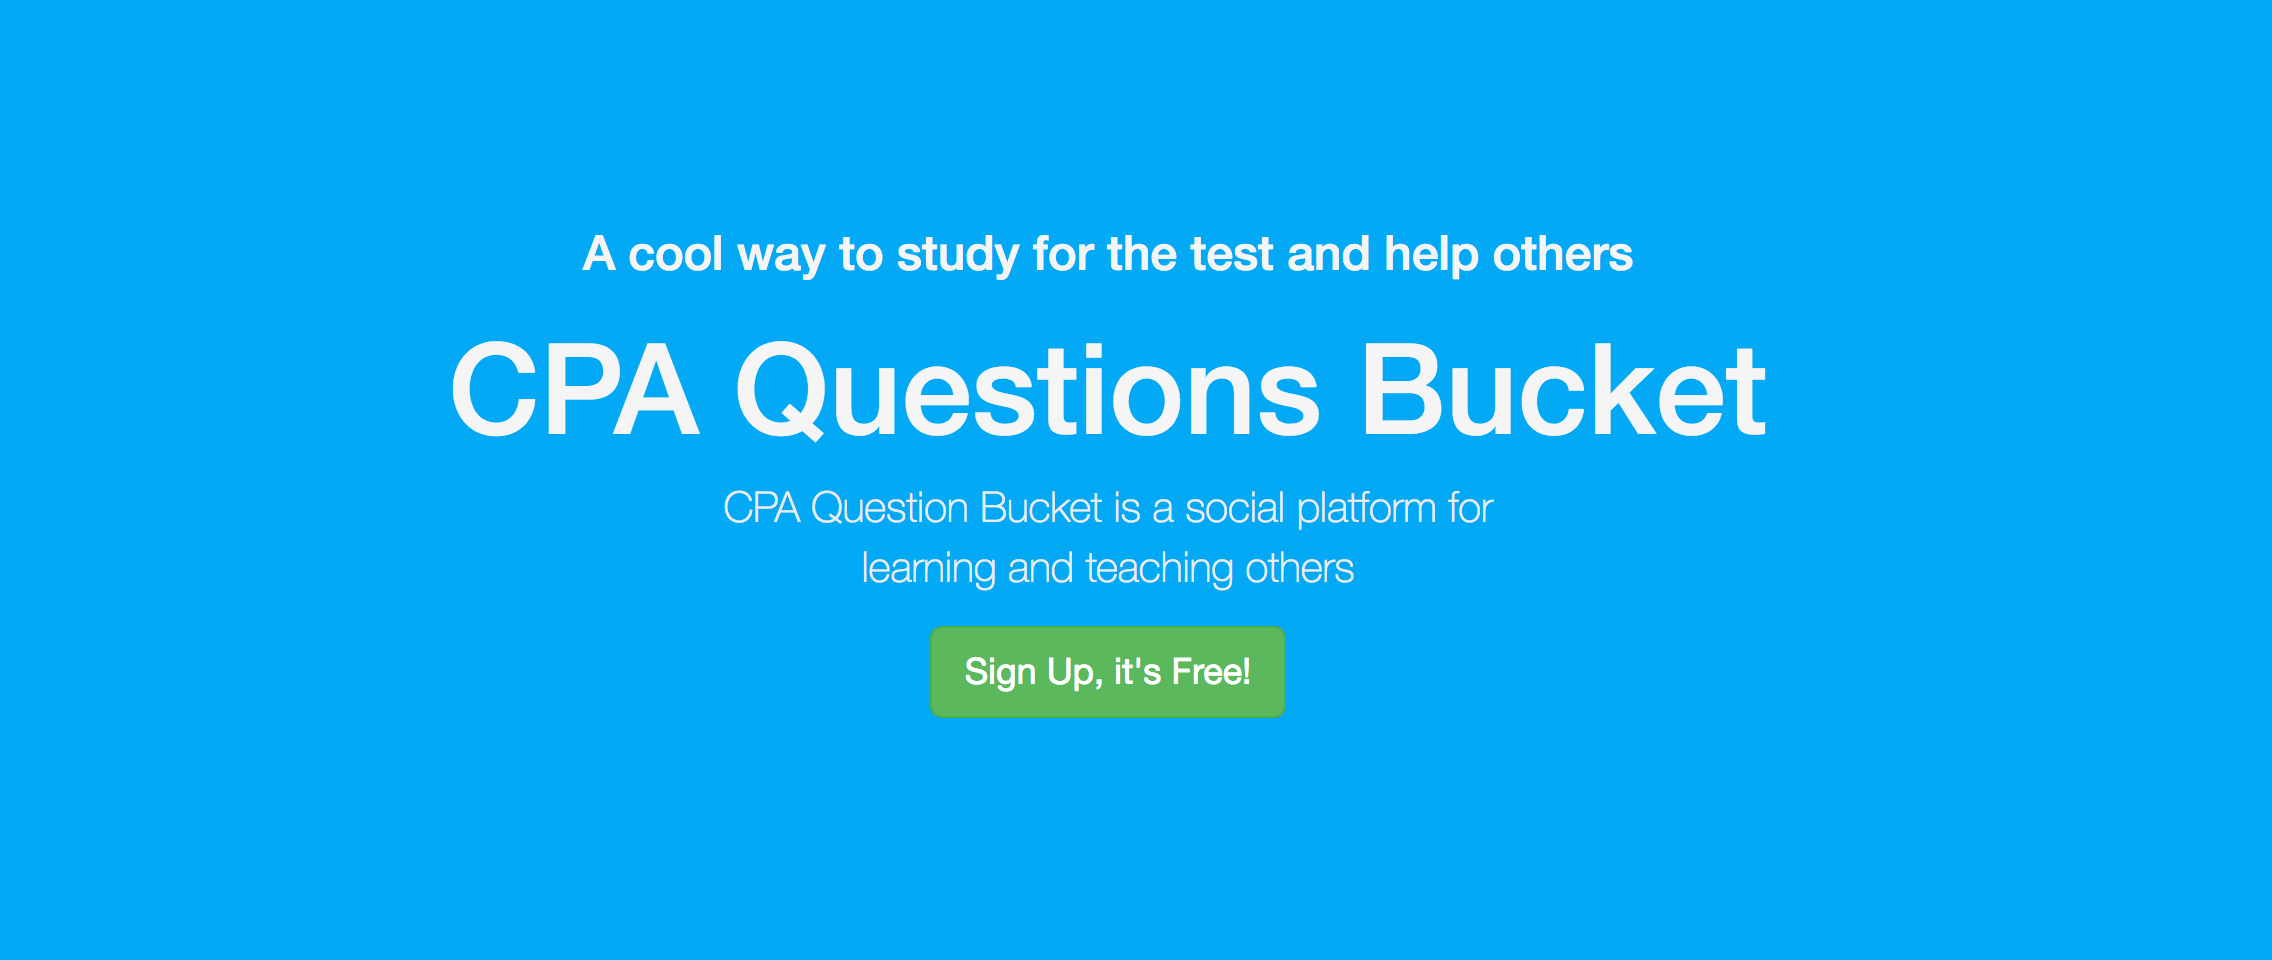 A cool way to study for the test and help others
CPA Questions Bucket
CPA Question Bucket is a social platform for
learning and teaching others
Sign Up, it's Free!